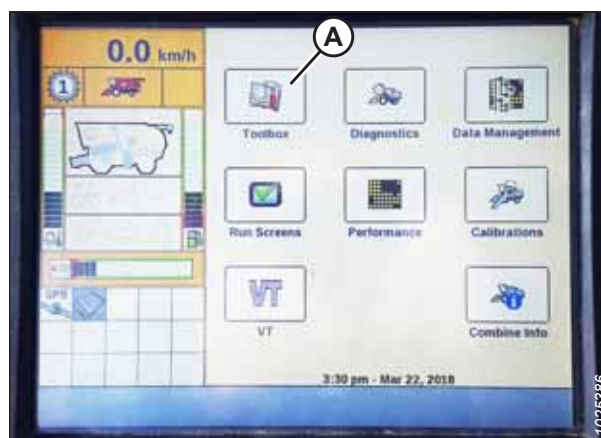 A
0.0 km/h
1
Toolbox
Diagnostics
Data Management
Run Screens
Performance
Calibrations
GPS
VT
VT
Combine Info
3:30 pm - Mar 22, 2018
1025286